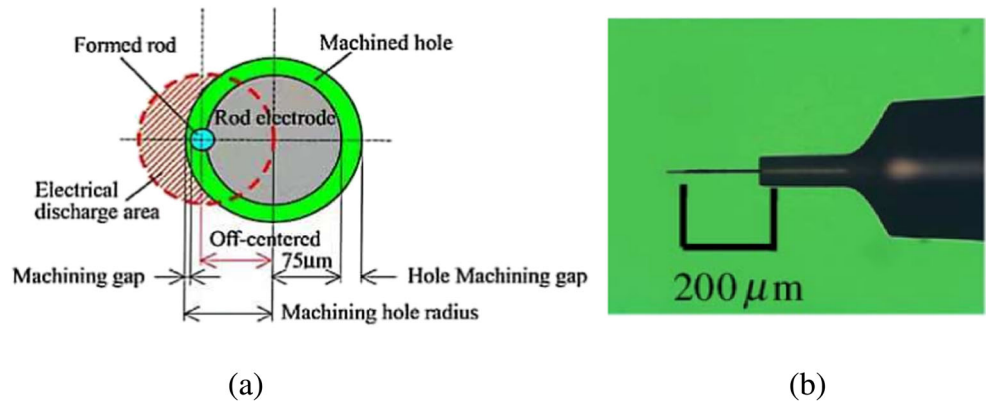 Formed rod
Machined hole
Rod electrode
Electrical
discharge area
Off-centered
75μm
Machining gap
Hole Machining gap
Machining hole radius
200 μm
(a)
(b)